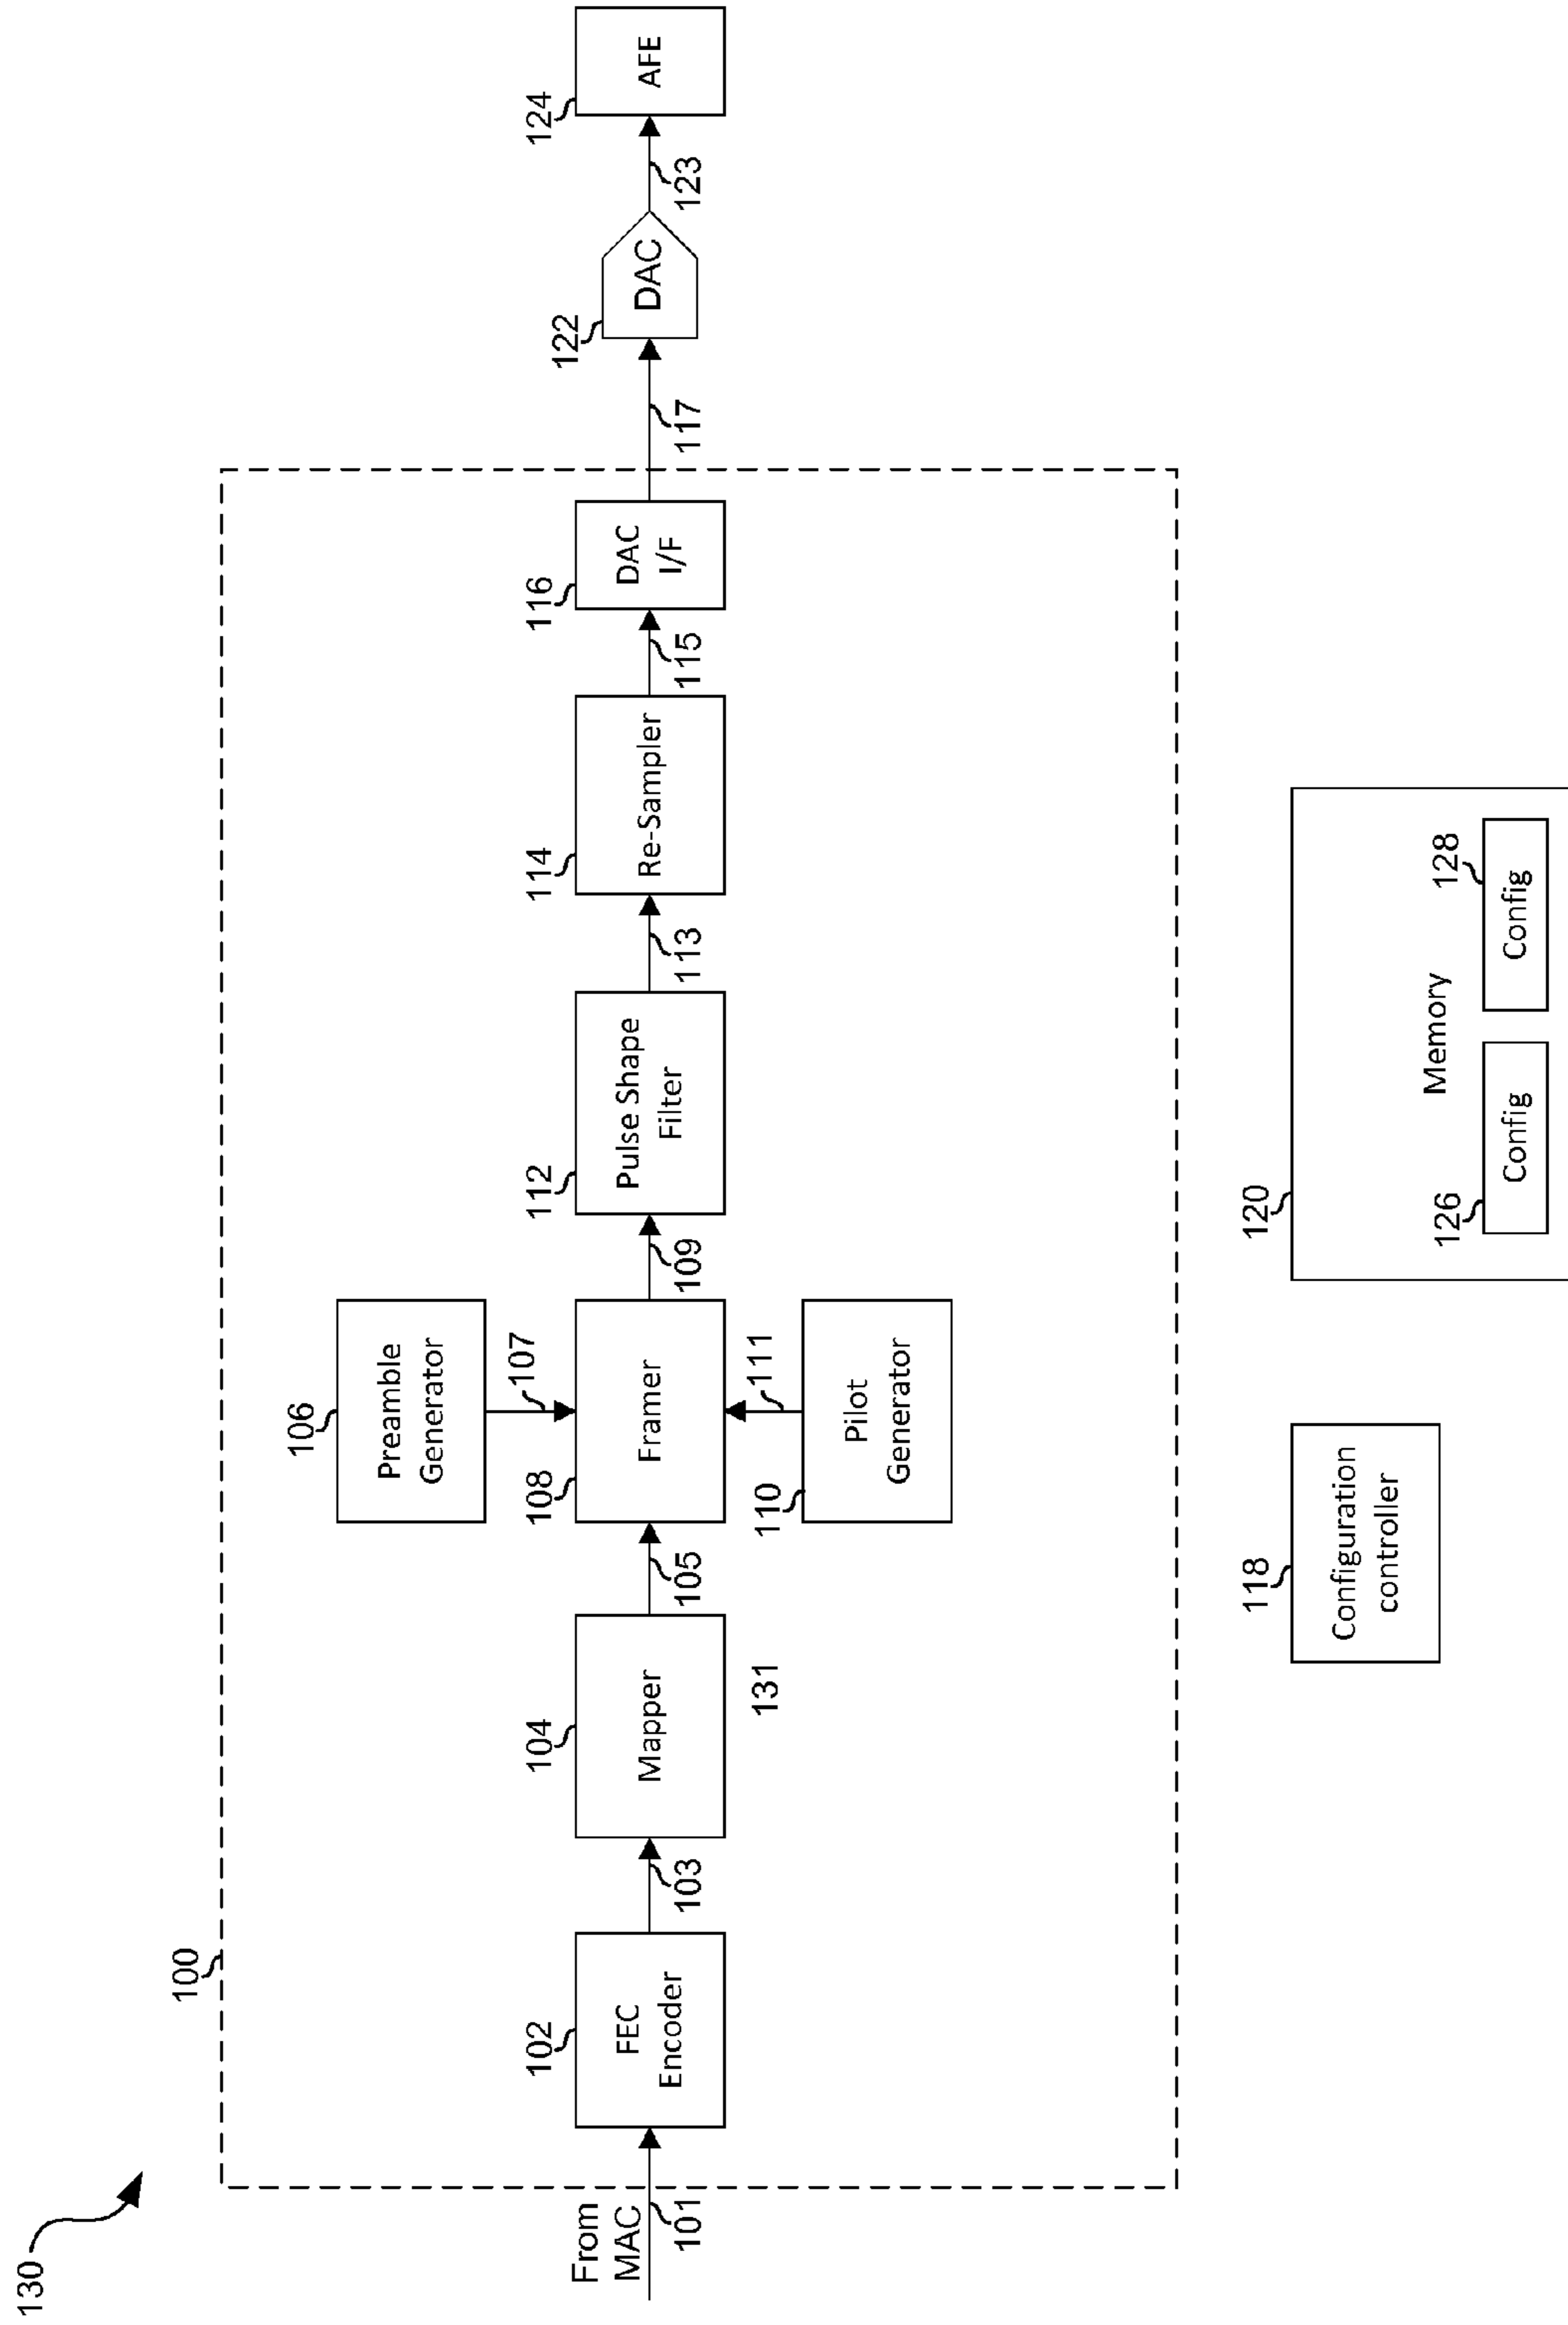 130
100
From
MAC
101
102
FEC
Encoder
103
104
Mapper
131
105
106
Preamble
Generator
107
108
Framer
110
Pilot
Generator
111
109
112
Pulse Shape
Filter
113
114
Re-Sampler
115
116
DAC
I/F
117
122
DAC
123
124
AFE
118
Configuration
controller
120
Memory
126
Config
128
Config